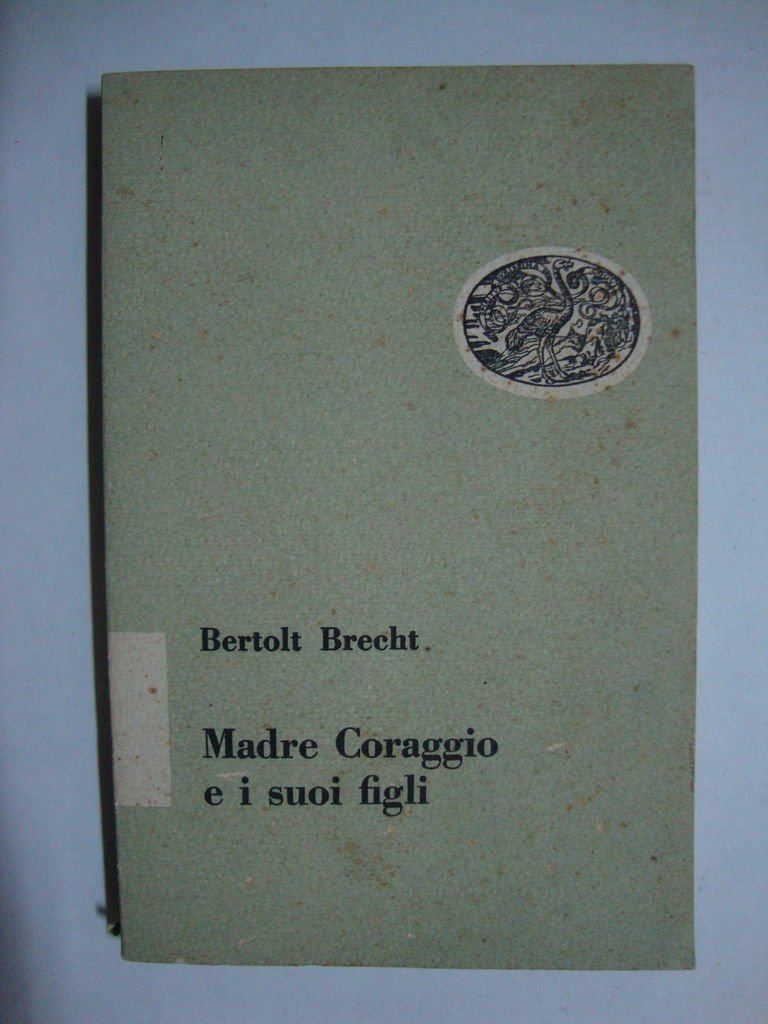 Bertolt Brecht
Madre Coraggio
e i suoi figli